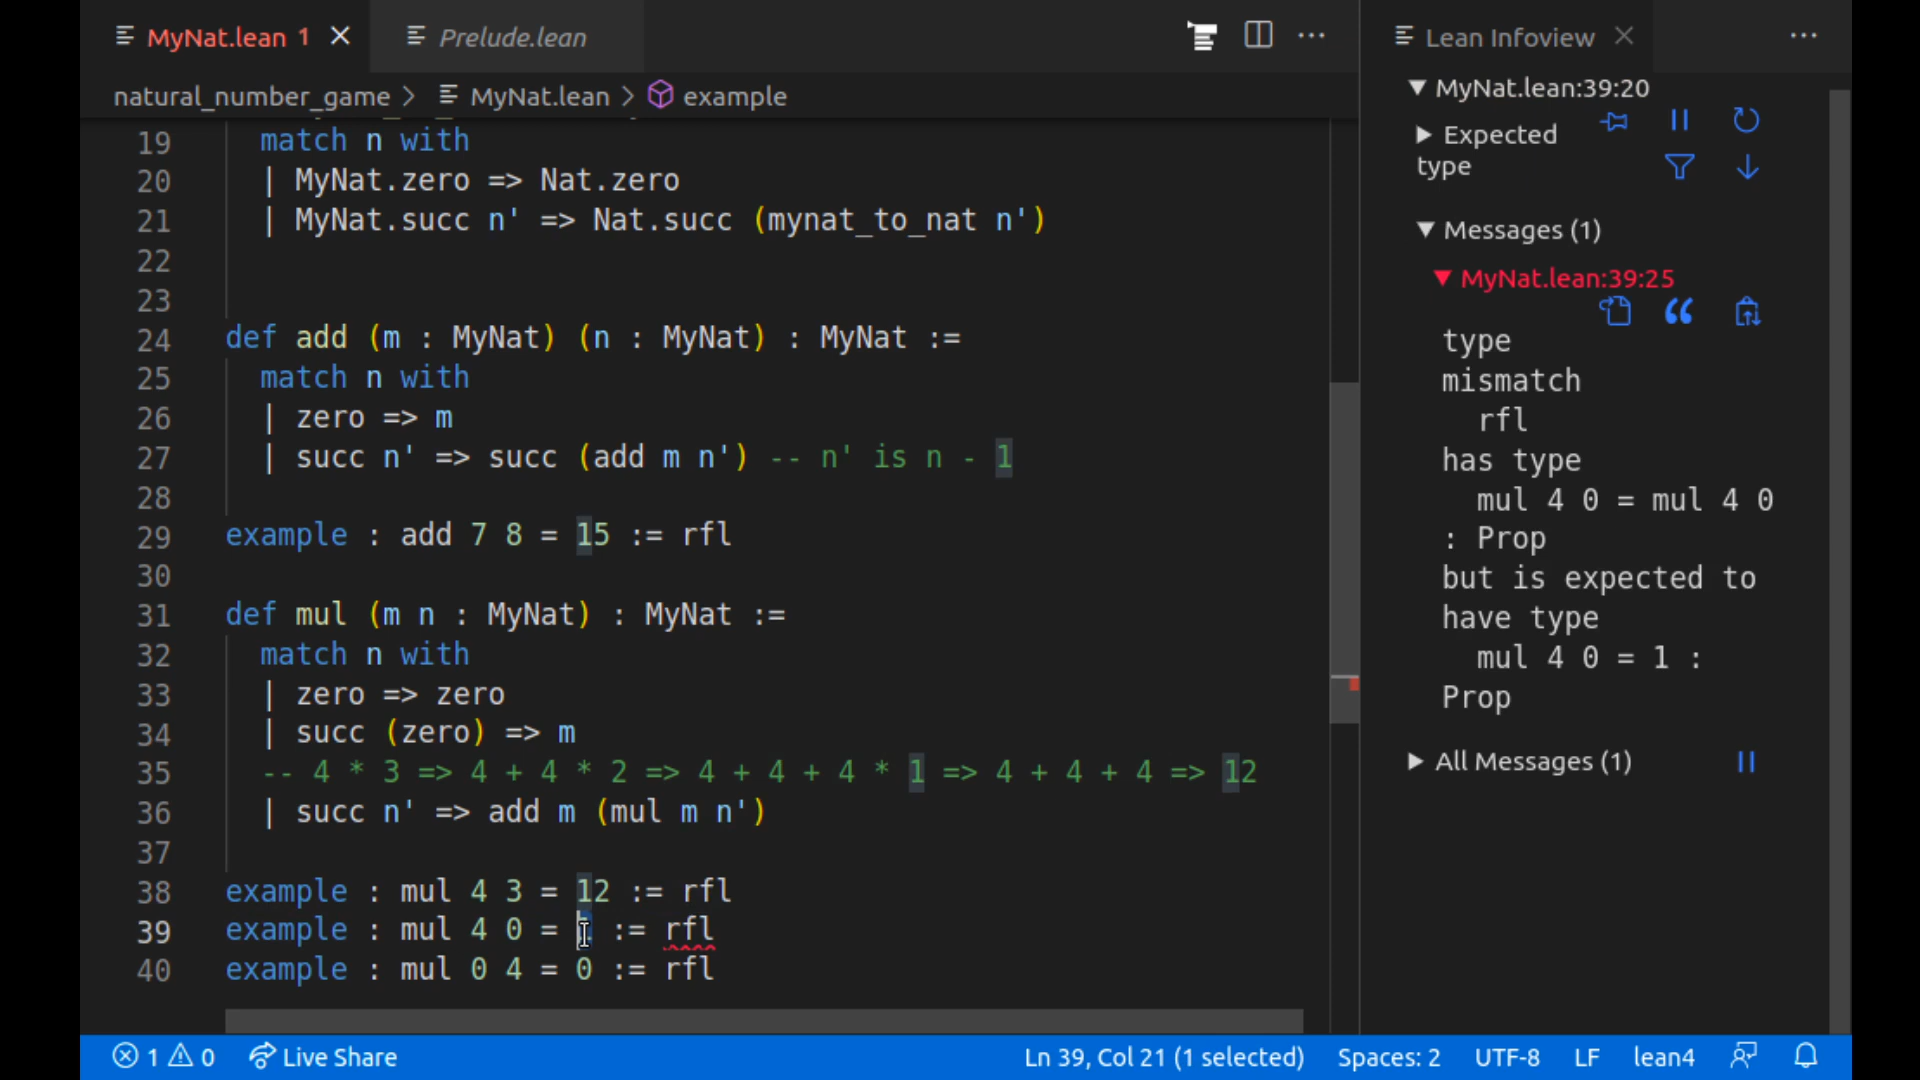 MyNat.lean 1
Prelude.lean
Lean Infoview
natural_number_game > MyNat.lean > example
19 match n with
20 | MyNat.zero => Nat.zero
21 | MyNat.succ n' => Nat.succ (mynat_to_nat n')
22
23
24 def add (m : MyNat) (n : MyNat) : MyNat :=
25 match n with
26 | zero => m
27 | succ n' => succ (add m n') -- n' is n - 1
28
29 example : add 7 8 = 15 := rfl
30
31 def mul (m n : MyNat) : MyNat :=
32 match n with
33 | zero => zero
34 | succ (zero) => m
35 -- 4 * 3 => 4 + 4 * 2 => 4 + 4 + 4 * 1 => 4 + 4 + 4 => 12
36 | succ n' => add m (mul m n')
37
38 example : mul 4 3 = 12 := rfl
39 example : mul 4 0 = 1 := rfl
40 example : mul 0 4 = 0 := rfl
MyNat.lean:39:20
Expected
type
Messages (1)
MyNat.lean:39:25
type
mismatch
rfl
has type
mul 4 0 = mul 4 0
: Prop
but is expected to
have type
mul 4 0 = 1 :
Prop
All Messages (1)
1 0 Live Share
Ln 39, Col 21 (1 selected) Spaces: 2 UTF-8 LF lean4